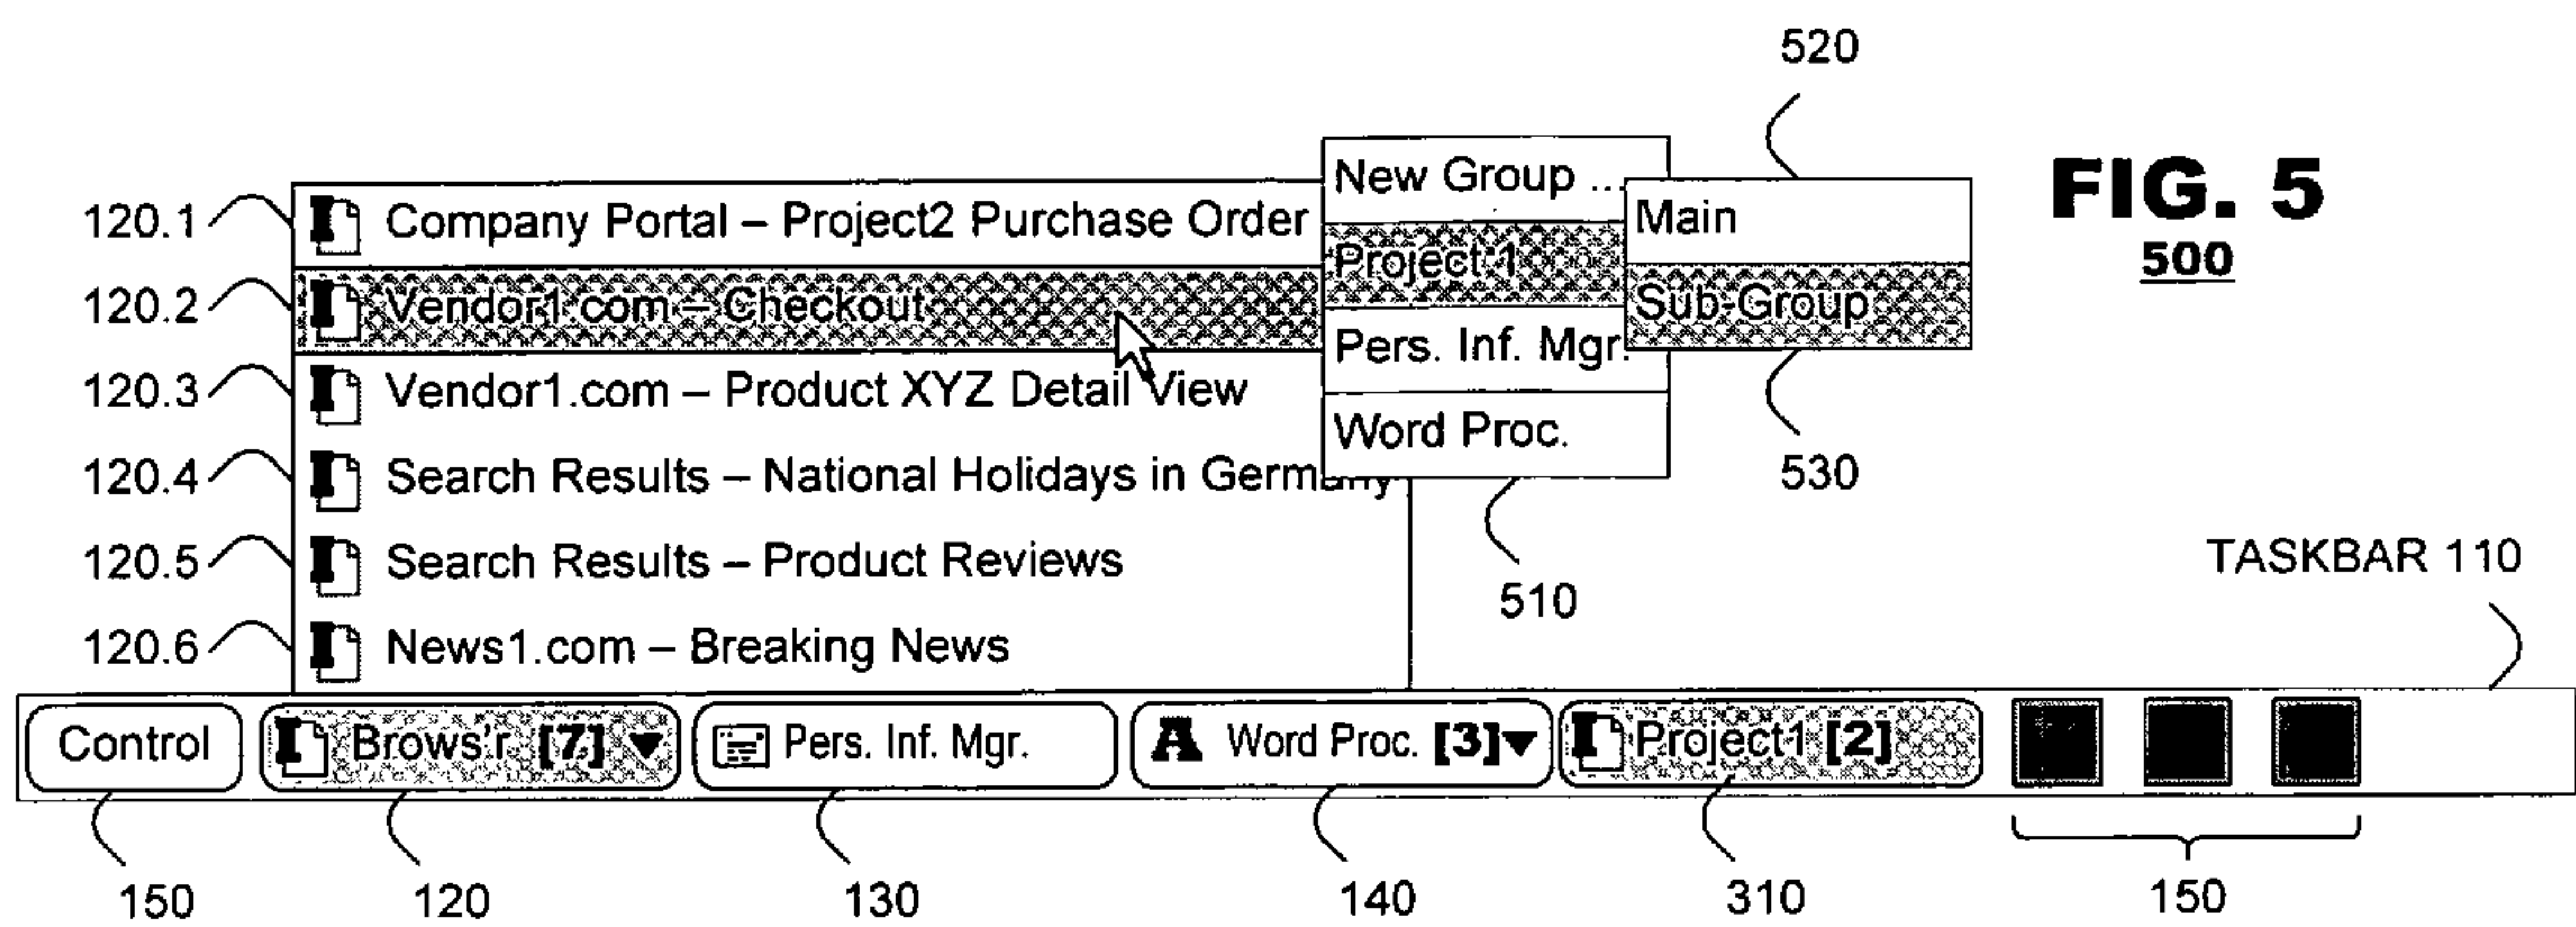 520
FIG. 5
500
New Group ...
120.1 Company Portal – Project2 Purchase Order
Main
Project 1
Sub-Group
120.2 Vendor1.com – Checkout
Pers. Inf. Mgr.
120.3 Vendor1.com – Product XYZ Detail View
Word Proc.
530
120.4 Search Results – National Holidays in Germany
510
120.5 Search Results – Product Reviews
TASKBAR 110
120.6 News1.com – Breaking News
Control I Brows'r [7] Pers. Inf. Mgr. A Word Proc. [3] I Project1 [2]
150 120 130 140 310 150